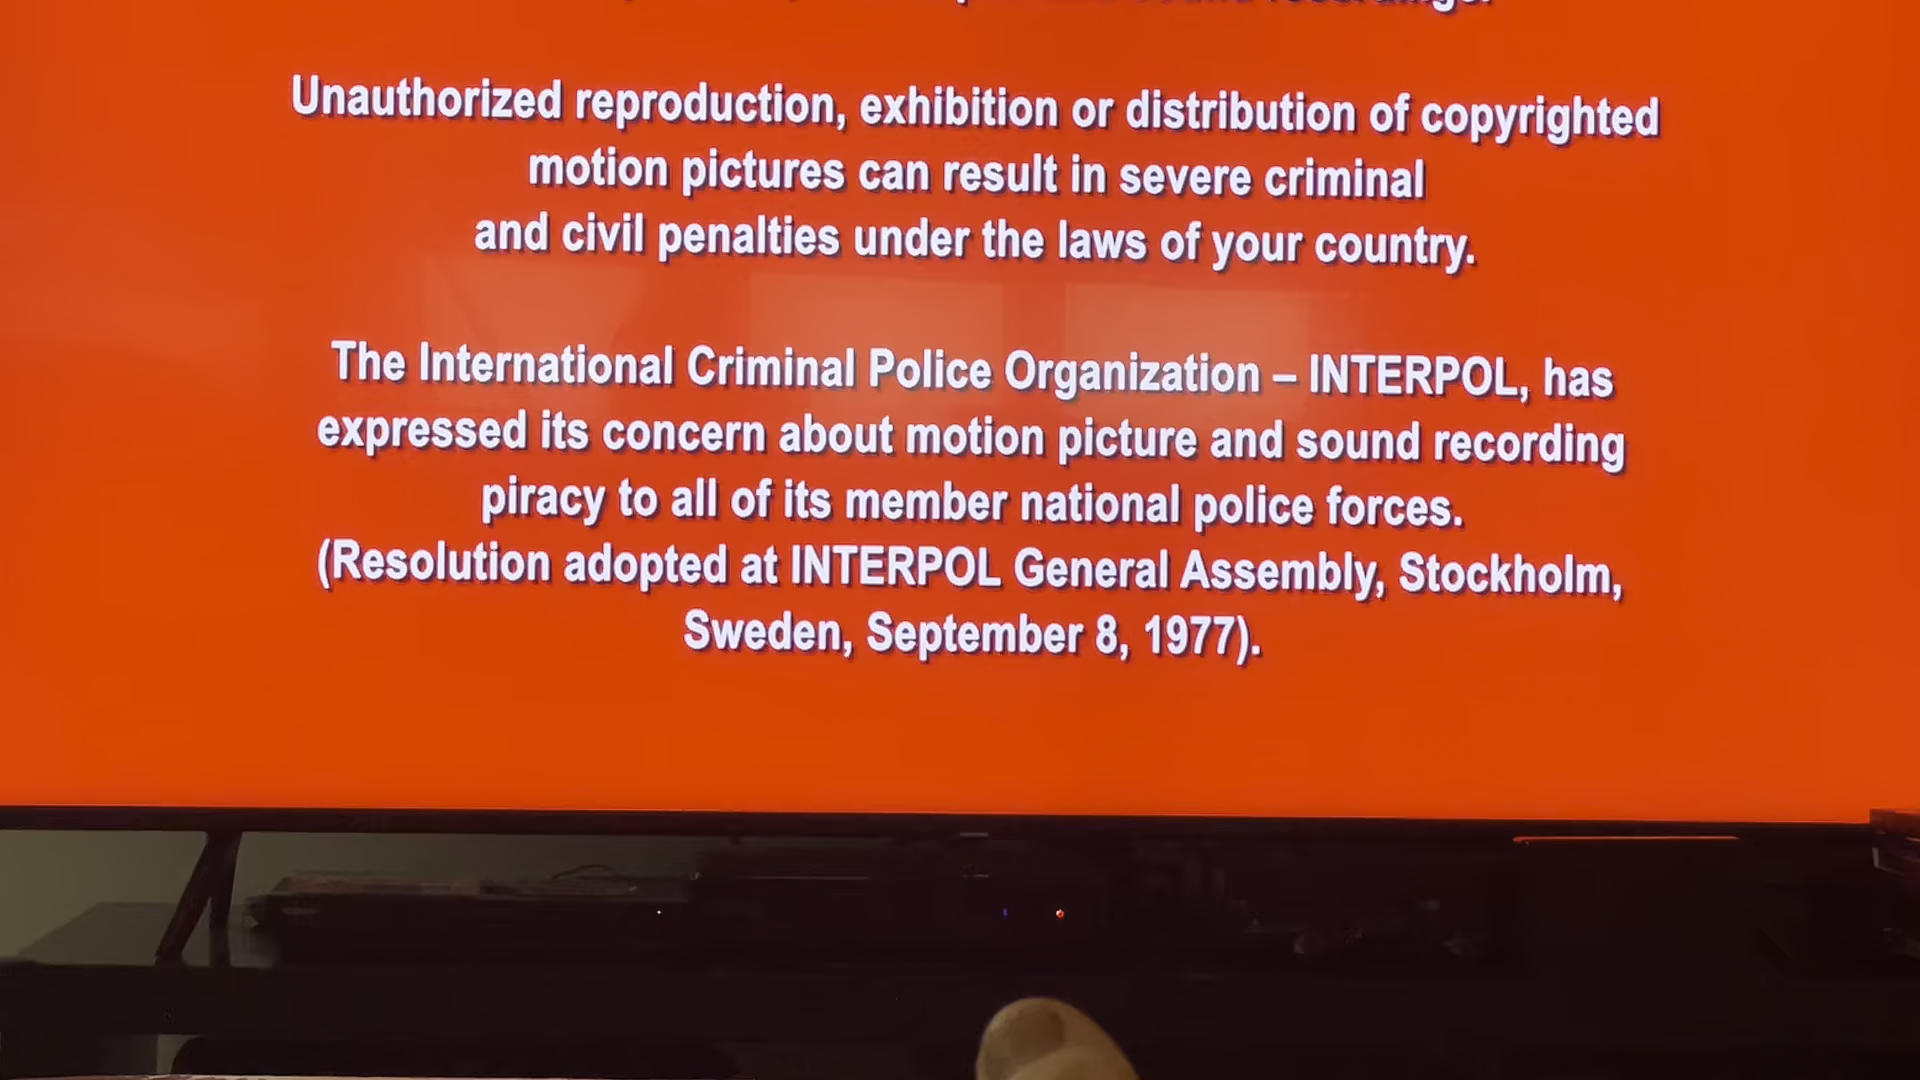 Unauthorized reproduction, exhibition or distribution of copyrighted
motion pictures can result in severe criminal
and civil penalties under the laws of your country.
The International Criminal Police Organization – INTERPOL, has
expressed its concern about motion picture and sound recording
piracy to all of its member national police forces.
(Resolution adopted at INTERPOL General Assembly, Stockholm,
Sweden, September 8, 1977).